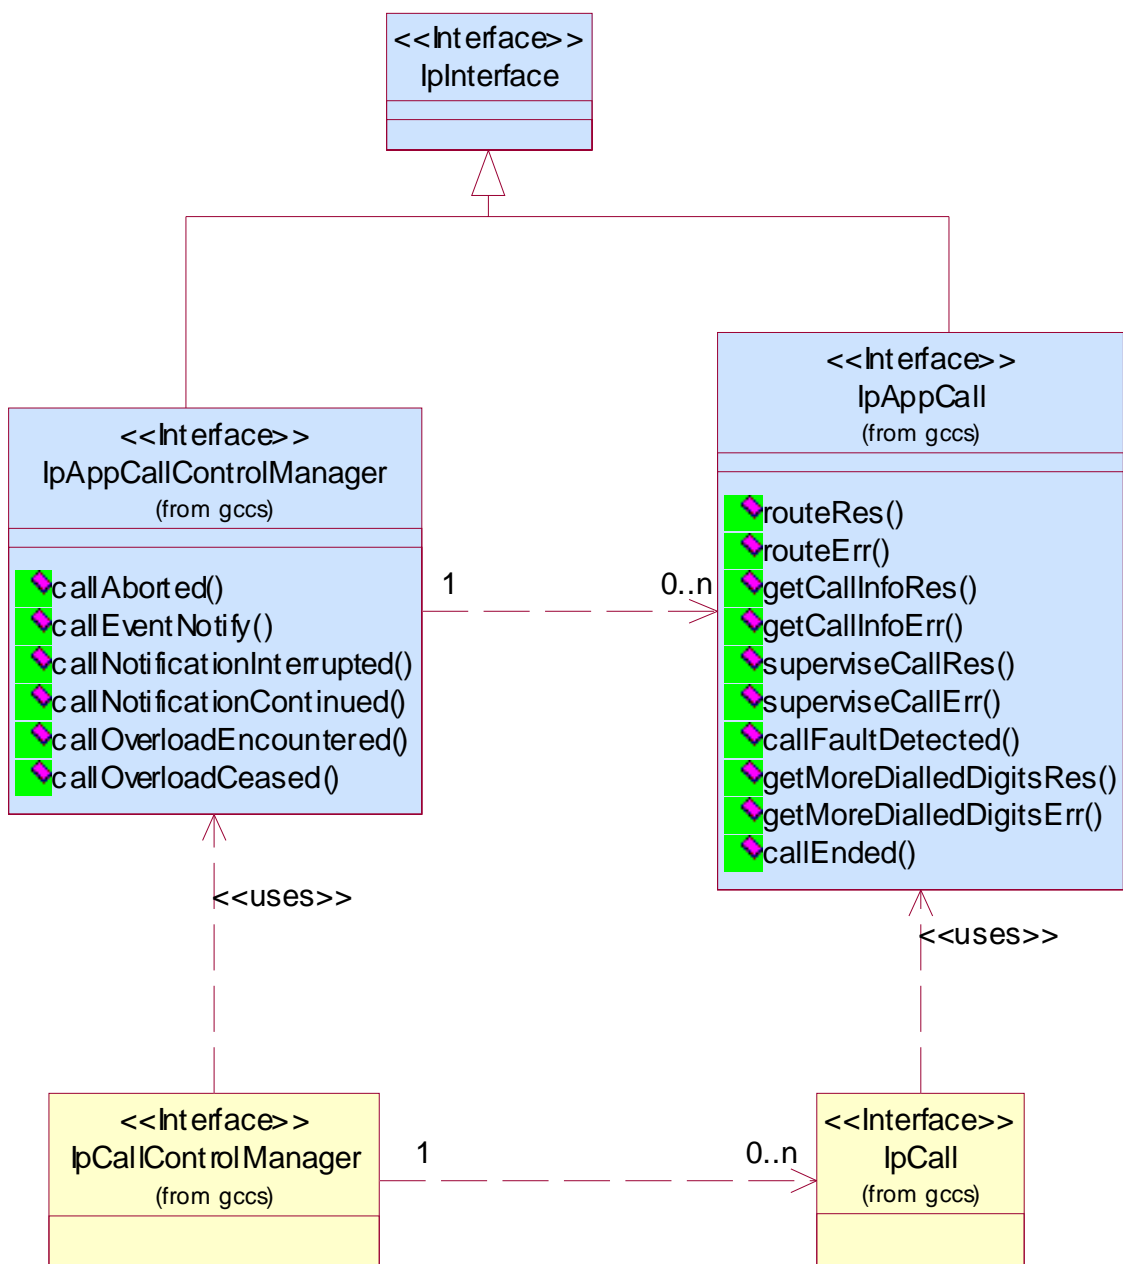 <<Interface>>
IpInterface
<<Interface>>
IpAppCall
(from gccs)
routeRes()
routeErr()
getCallInfoRes()
getCallInfoErr()
superviseCallRes()
superviseCallErr()
callFaultDetected()
getMoreDialledDigitsRes()
getMoreDialledDigitsErr()
callEnded()
<<Interface>>
IpAppCallControlManager
(from gccs)
callAborted()
callEventNotify()
callNotificationInterrupted()
callNotificationContinued()
callOverloadEncountered()
callOverloadCeased()
1
0..n
<<uses>>
<<uses>>
<<Interface>>
IpCallControlManager
(from gccs)
1
0..n
<<Interface>>
IpCall
(from gccs)